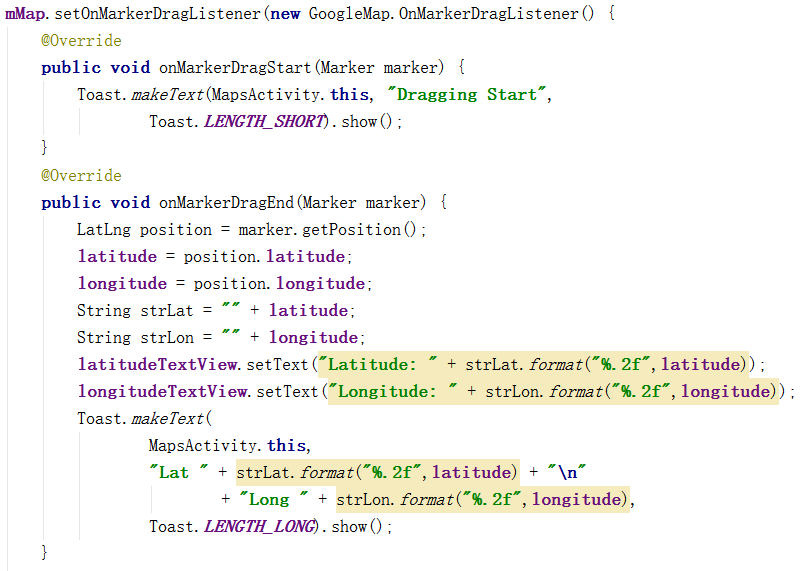 mMap.setOnMarkerDragListener(new GoogleMap.OnMarkerDragListener() {
    @Override
    public void onMarkerDragStart(Marker marker) {
        Toast.makeText(MapsActivity.this, "Dragging Start",
                Toast.LENGTH_SHORT).show();
    }
    @Override
    public void onMarkerDragEnd(Marker marker) {
        LatLng position = marker.getPosition();
        latitude = position.latitude;
        longitude = position.longitude;
        String strLat = "" + latitude;
        String strLon = "" + longitude;
        latitudeTextView.setText("Latitude: " + strLat.format("%.2f",latitude));
        longitudeTextView.setText("Longitude: " + strLon.format("%.2f",longitude));
        Toast.makeText(
                MapsActivity.this,
                "Lat " + strLat.format("%.2f",latitude) + "\n"
                        + "Long " + strLon.format("%.2f",longitude),
                Toast.LENGTH_LONG).show();
    }